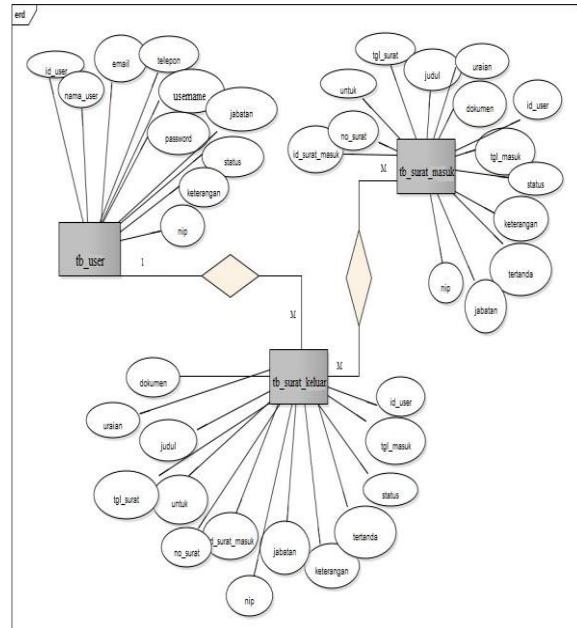 erd
id_user
nama_user
email
telepon
username
password
jabatan
status
keterangan
nip
tb_user
1
M
tgl_surat
judul
uraian
untuk
dokumen
id_user
no_surat
id_surat_masuk
tgl_masuk
tb_surat_masuk
M
status
keterangan
tertanda
nip
jabatan
M
tb_surat_keluar
dokumen
uraian
judul
tgl_surat
untuk
no_surat
d_surat_masuk
nip
jabatan
keterangan
tertanda
status
tgl_masuk
id_user